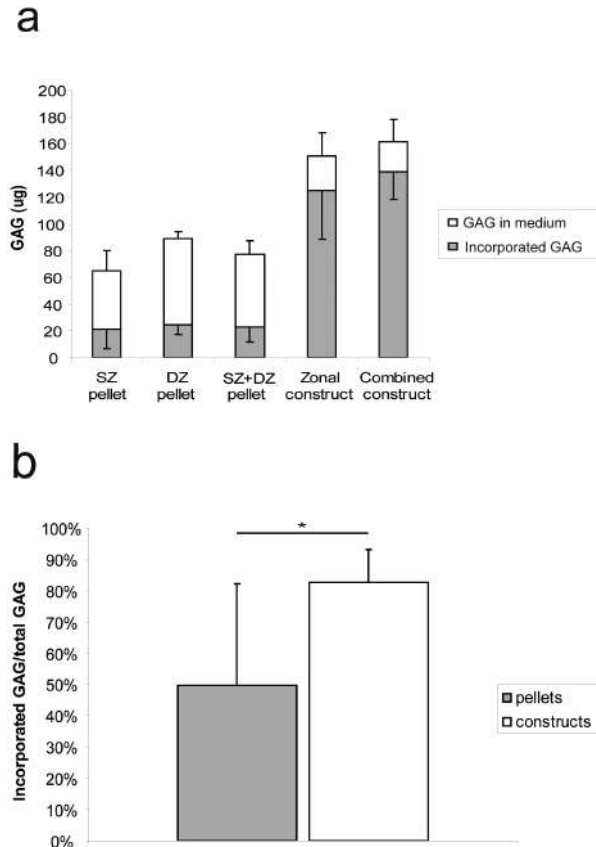 a
200
180
160
140
120
100
80
60
40
20
0
GAG (ug)
SZ pellet
DZ pellet
SZ+DZ pellet
Zonal construct
Combined construct
GAG in medium
Incorporated GAG
b
100%
90%
80%
70%
60%
50%
40%
30%
20%
10%
0%
Incorporated GAG/total GAG
*
pellets
constructs